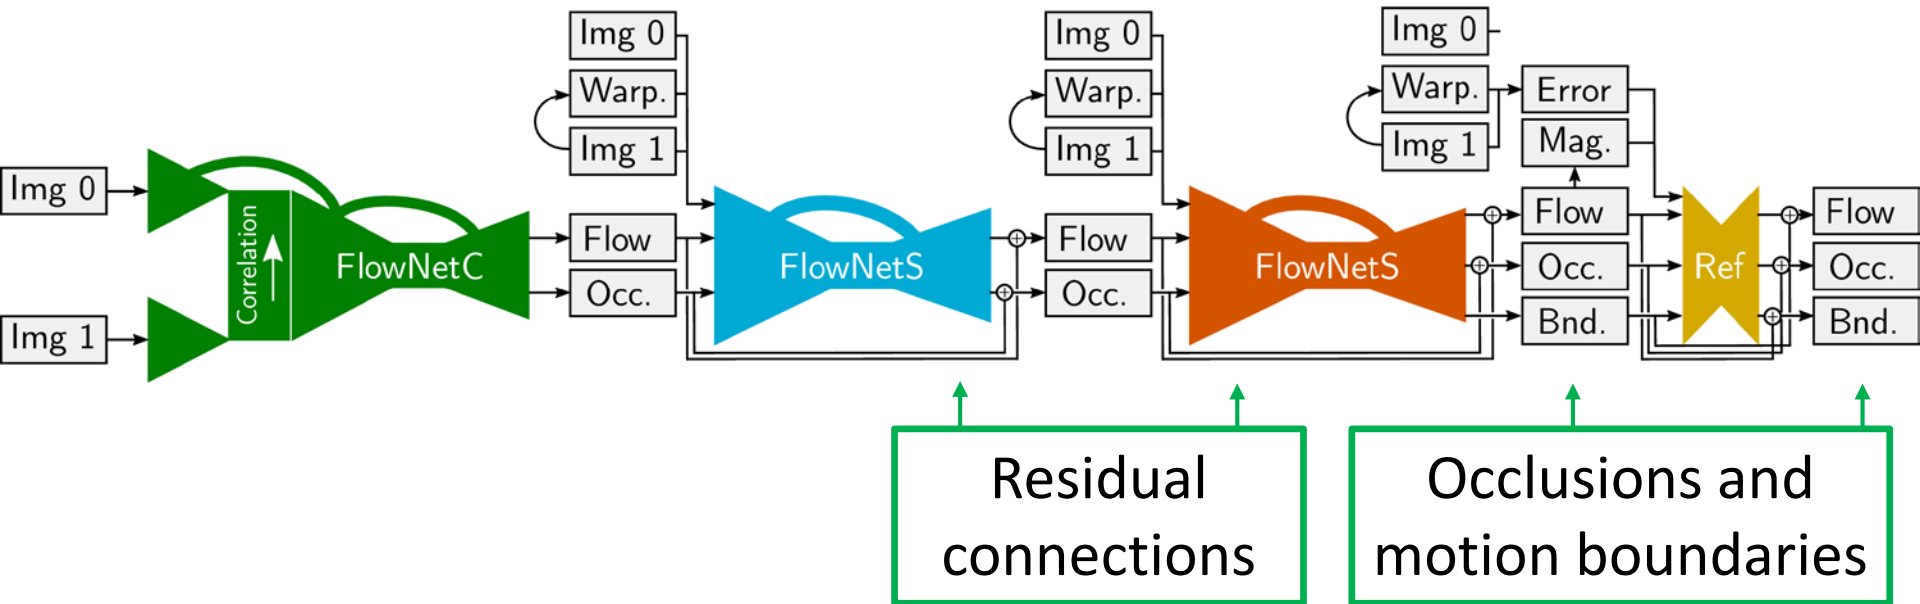 Img 0
Img 1
Correlation
FlowNetC
Flow
Occ.
Img 0
Warp.
Img 1
FlowNetS
Flow
Occ.
Img 0
Warp.
Img 1
FlowNetS
Img 0
Warp.
Img 1
Error
Mag.
Flow
Occ.
Bnd.
Ref
Flow
Occ.
Bnd.
Residual
connections
Occlusions and
motion boundaries